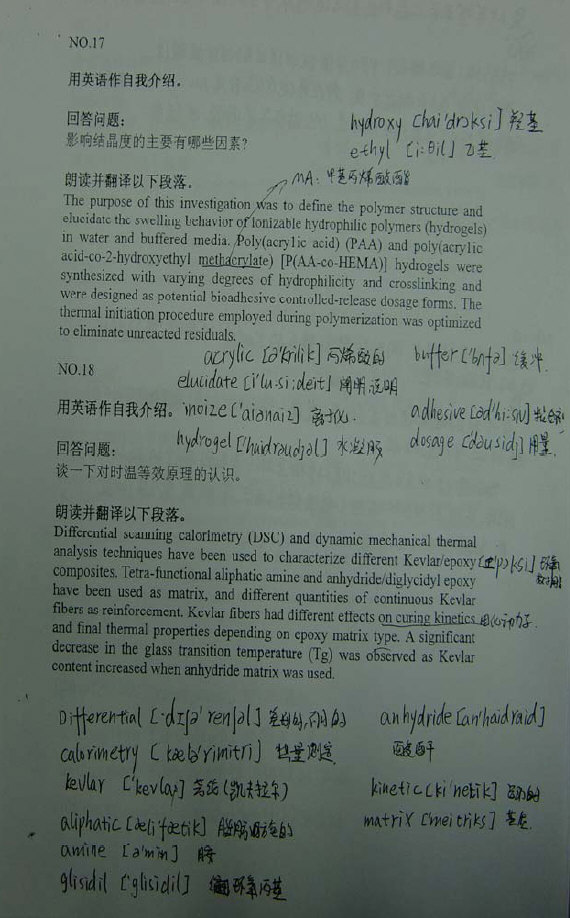 NO.17
用英语作自我介绍。
回答问题:
影响结晶度的主要有哪些因素?
hydroxy [hai'drɔksi] 羟基
ethyl [i:θil] 乙基
朗读并翻译以下段落。
MA: 甲基丙烯酸酯
The purpose of this investigation was to define the polymer structure and
elucidate the swelling behavior of ionizable hydrophilic polymers (hydrogels)
in water and buffered media. Poly(acrylic acid) (PAA) and poly(acrylic
acid-co-2-hydroxyethyl methacrylate) [P(AA-co-HEMA)] hydrogels were
synthesized with varying degrees of hydrophilicity and crosslinking and
were designed as potential bioadhesive controlled-release dosage forms. The
thermal initiation procedure employed during polymerization was optimized
to eliminate unreacted residuals.
acrylic [ə'krilik] 丙烯酸的 buffer ['bʌfə] 缓冲
NO.18
elucidate [i'lu:si:deit] 阐明,说明
用英语作自我介绍。 inoize ['aiənaiz] 离子化 adhesive [əd'hi:siv]
hydrogel ['haidrəudʒəl] 水凝胶 dosage [dəusidʒ] 用量
回答问题:
谈一下对时温等效原理的认识。
朗读并翻译以下段落。
Differential scanning calorimetry (DSC) and dynamic mechanical thermal
analysis techniques have been used to characterize different Kevlar/epoxy
composites. Tetra-functional aliphatic amine and anhydride/diglycidyl epoxy
have been used as matrix, and different quantities of continuous Kevlar
fibers as reinforcement. Kevlar fibers had different effects on curing kinetics 固化动力学
and final thermal properties depending on epoxy matrix type. A significant
decrease in the glass transition temperature (Tg) was observed as Kevlar
content increased when anhydride matrix was used.
Differential [ˌdɪfə'renʃəl] 差别的,不同的 anhydride [an'haidraid]
calorimetry [kælə'rimitri] 热量测定 酸酐
kevlar ['kevlɑ] 芳纶(凯夫拉尔) kinetic [ki'netik] 运动的
aliphatic [æli'fætik] 脂肪族的 matrix [meitriks] 基质
amine [ə'min] 胺
glisidil ['glisidil] 环氧丙基